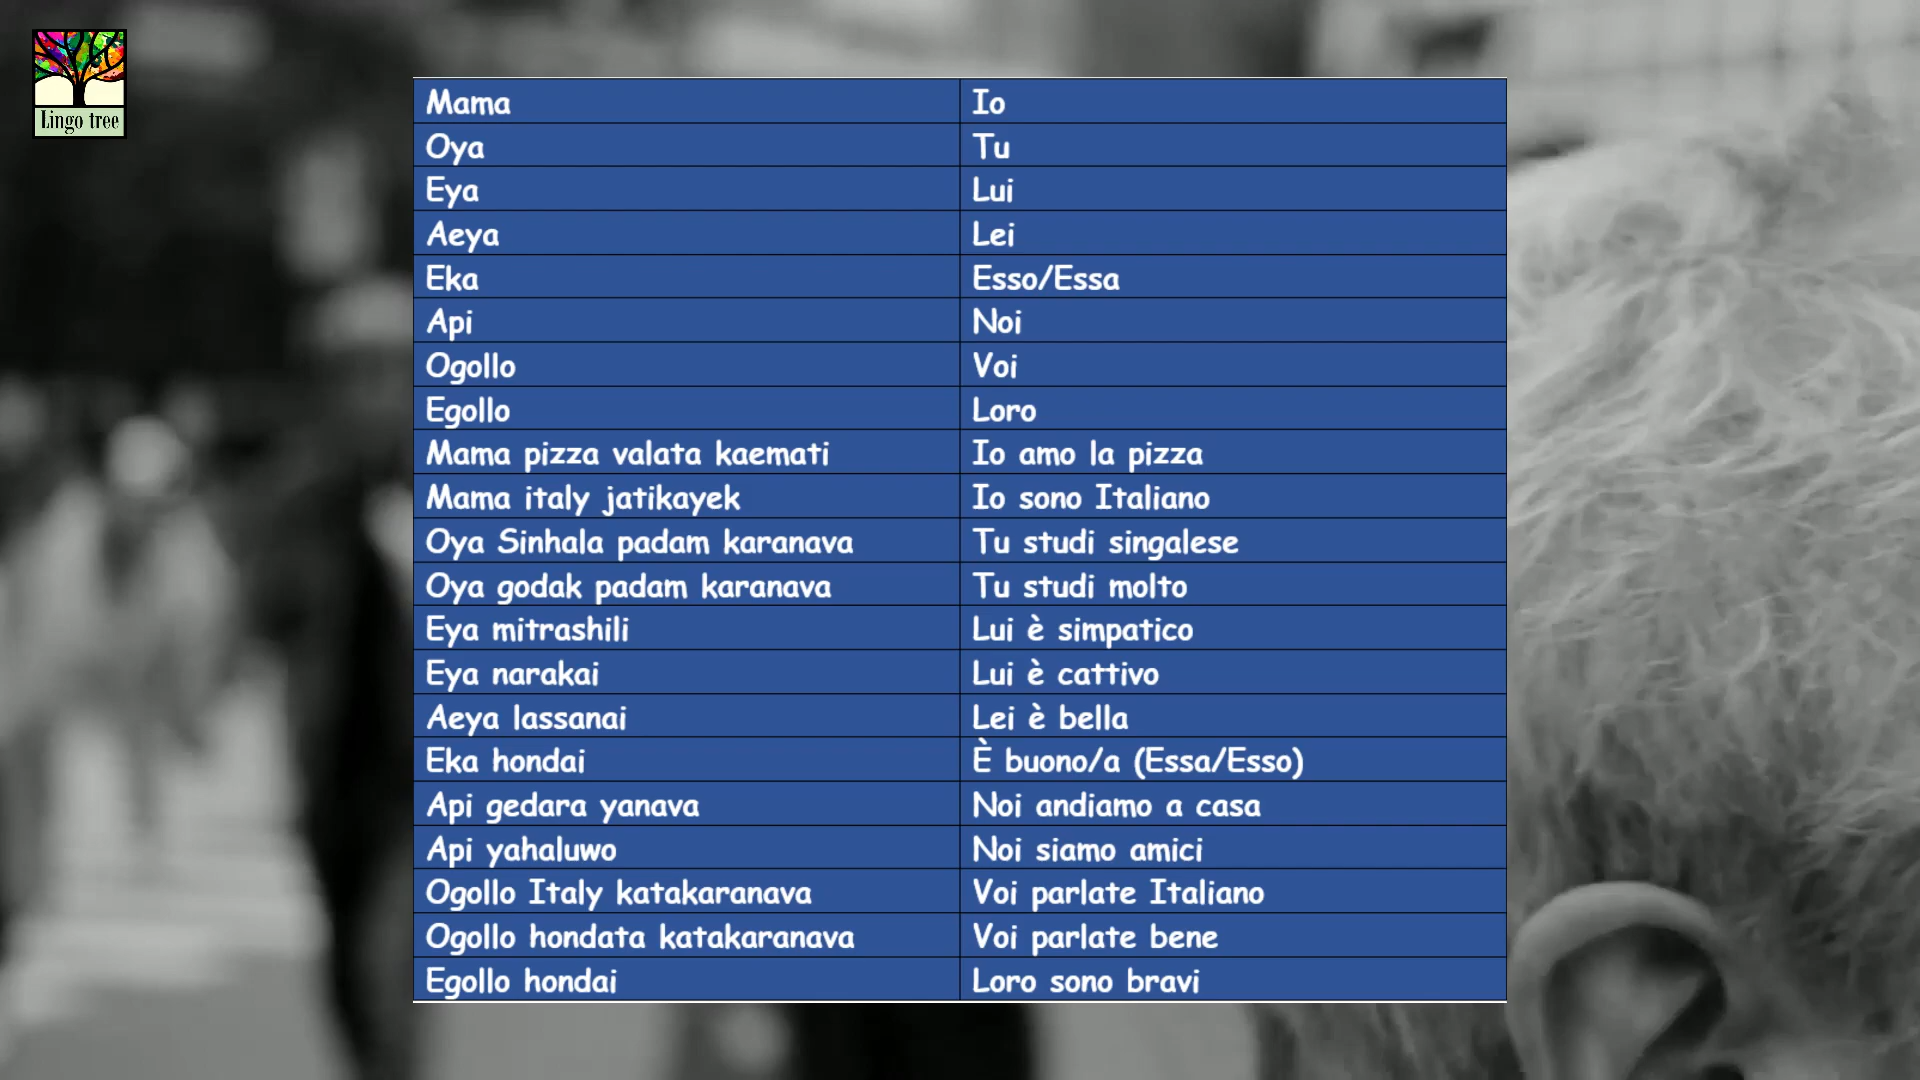 Lingo tree
Mama Io
Oya Tu
Eya Lui
Aeya Lei
Eka Esso/Essa
Api Noi
Ogollo Voi
Egollo Loro
Mama pizza valata kaemati Io amo la pizza
Mama italy jatikayek Io sono Italiano
Oya Sinhala padam karanava Tu studi singalese
Oya godak padam karanava Tu studi molto
Eya mitrashili Lui è simpatico
Eya narakai Lui è cattivo
Aeya lassanai Lei è bella
Eka hondai È buono/a (Essa/Esso)
Api gedara yanava Noi andiamo a casa
Api yahaluwo Noi siamo amici
Ogollo Italy katakaranava Voi parlate Italiano
Ogollo hondata katakaranava Voi parlate bene
Egollo hondai Loro sono bravi